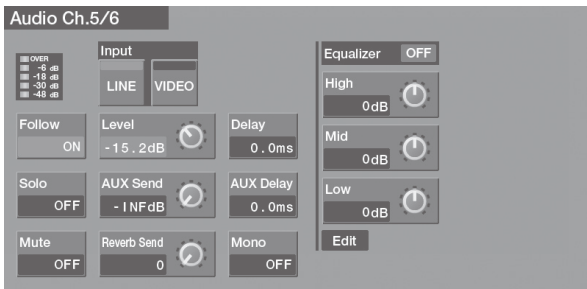 Audio Ch.5/6
OVER
-6 dB
-18 dB
-30 dB
-48 dB
Input
LINE VIDEO
Follow
ON
Level
-15.2dB
Delay
0.0ms
Solo
OFF
AUX Send
-INFdB
AUX Delay
0.0ms
Mute
OFF
Reverb Send
0
Mono
OFF
Equalizer OFF
High
0dB
Mid
0dB
Low
0dB
Edit